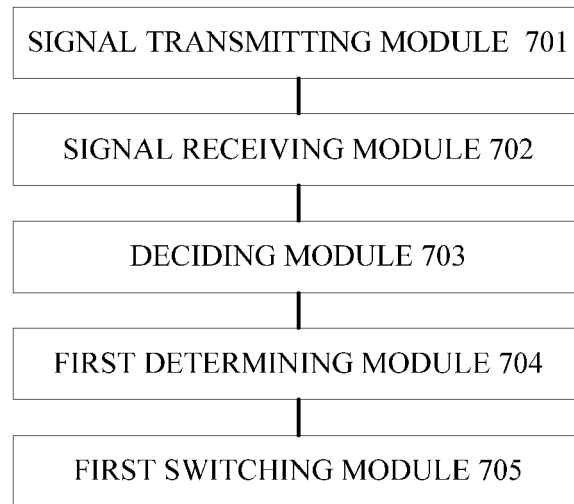 SIGNAL TRANSMITTING MODULE 701
SIGNAL RECEIVING MODULE 702
DECIDING MODULE 703
FIRST DETERMINING MODULE 704
FIRST SWITCHING MODULE 705